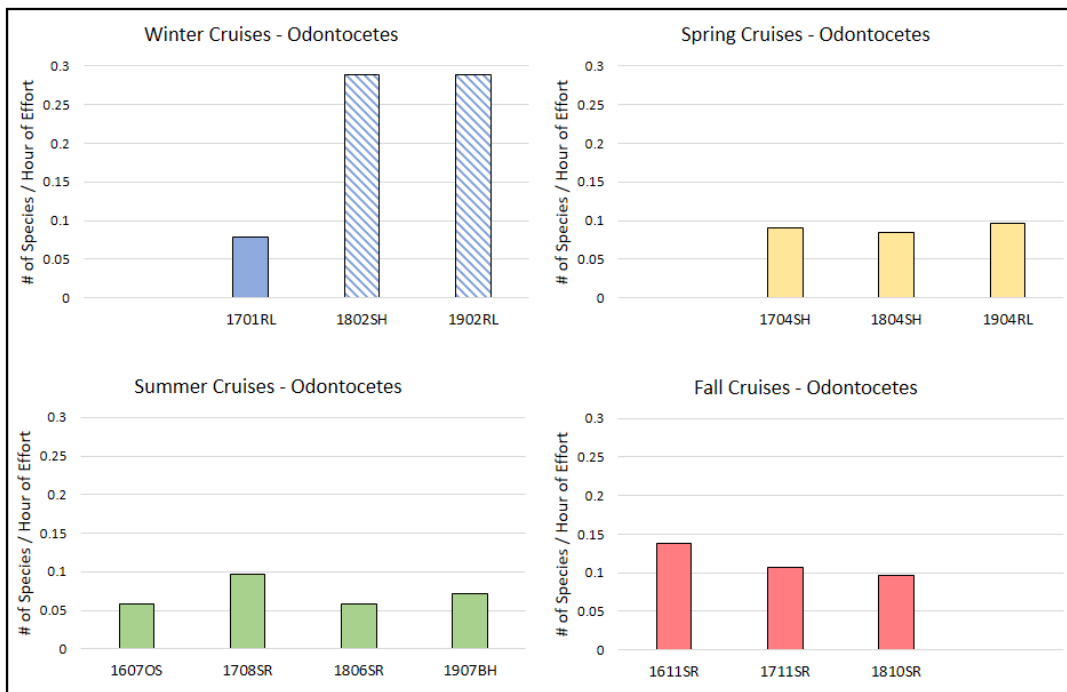 Winter Cruises - Odontocetes
# of Species / Hour of Effort
0.3
0.25
0.2
0.15
0.1
0.05
0
1701RL 1802SH 1902RL
Spring Cruises - Odontocetes
# of Species / Hour of Effort
0.3
0.25
0.2
0.15
0.1
0.05
0
1704SH 1804SH 1904RL
Summer Cruises - Odontocetes
# of Species / Hour of Effort
0.3
0.25
0.2
0.15
0.1
0.05
0
1607OS 1708SR 1806SR 1907BH
Fall Cruises - Odontocetes
# of Species / Hour of Effort
0.3
0.25
0.2
0.15
0.1
0.05
0
1611SR 1711SR 1810SR